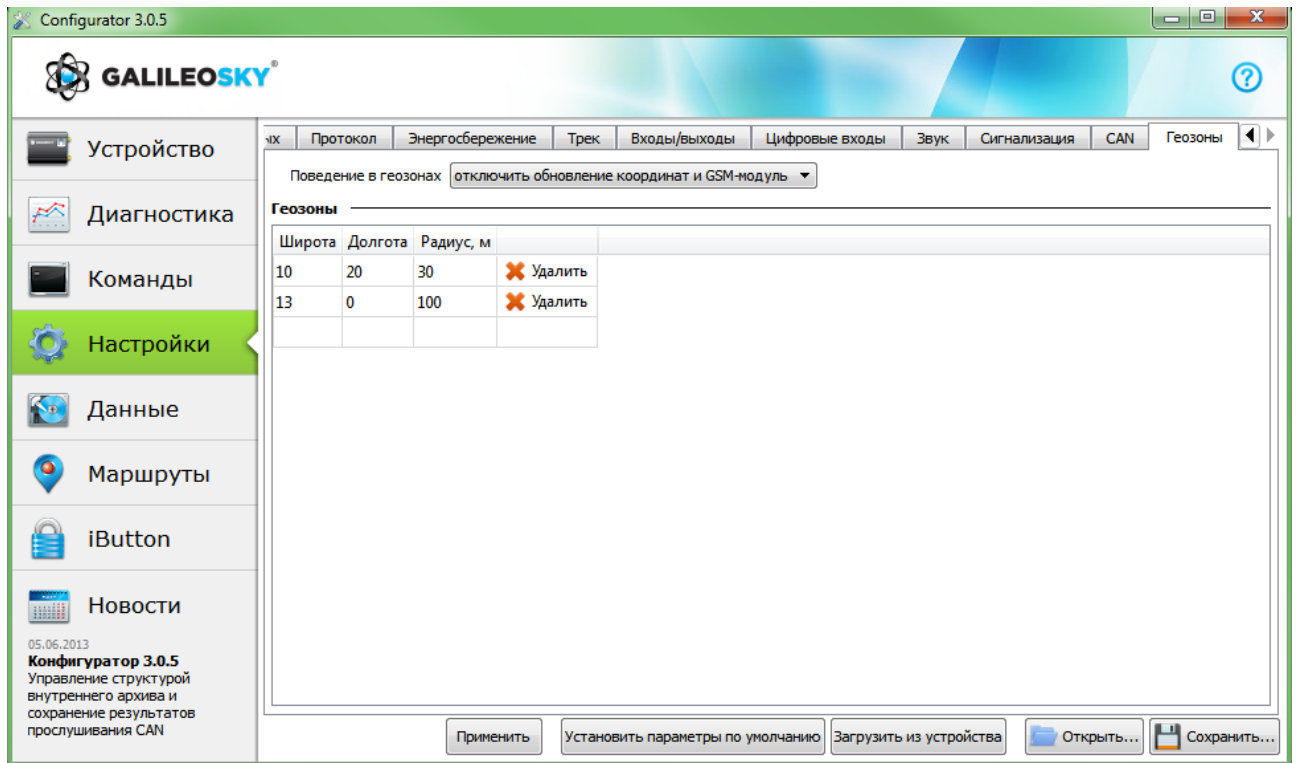 Configurator 3.0.5
GALILEOSKY®
Устройство
Диагностика
Команды
Настройки
Данные
Маршруты
iButton
Новости
05.06.2013
Конфигуратор 3.0.5
Управление структурой
внутреннего архива и
сохранение результатов
прослушивания CAN
ых Протокол Энергосбережение Трек Входы/выходы Цифровые входы Звук Сигнализация CAN Геозоны
Поведение в геозонах отключить обновление координат и GSM-модуль
Геозоны
Широта Долгота Радиус, м
10 20 30 Удалить
13 0 100 Удалить
Применить Установить параметры по умолчанию Загрузить из устройства Открыть... Сохранить...